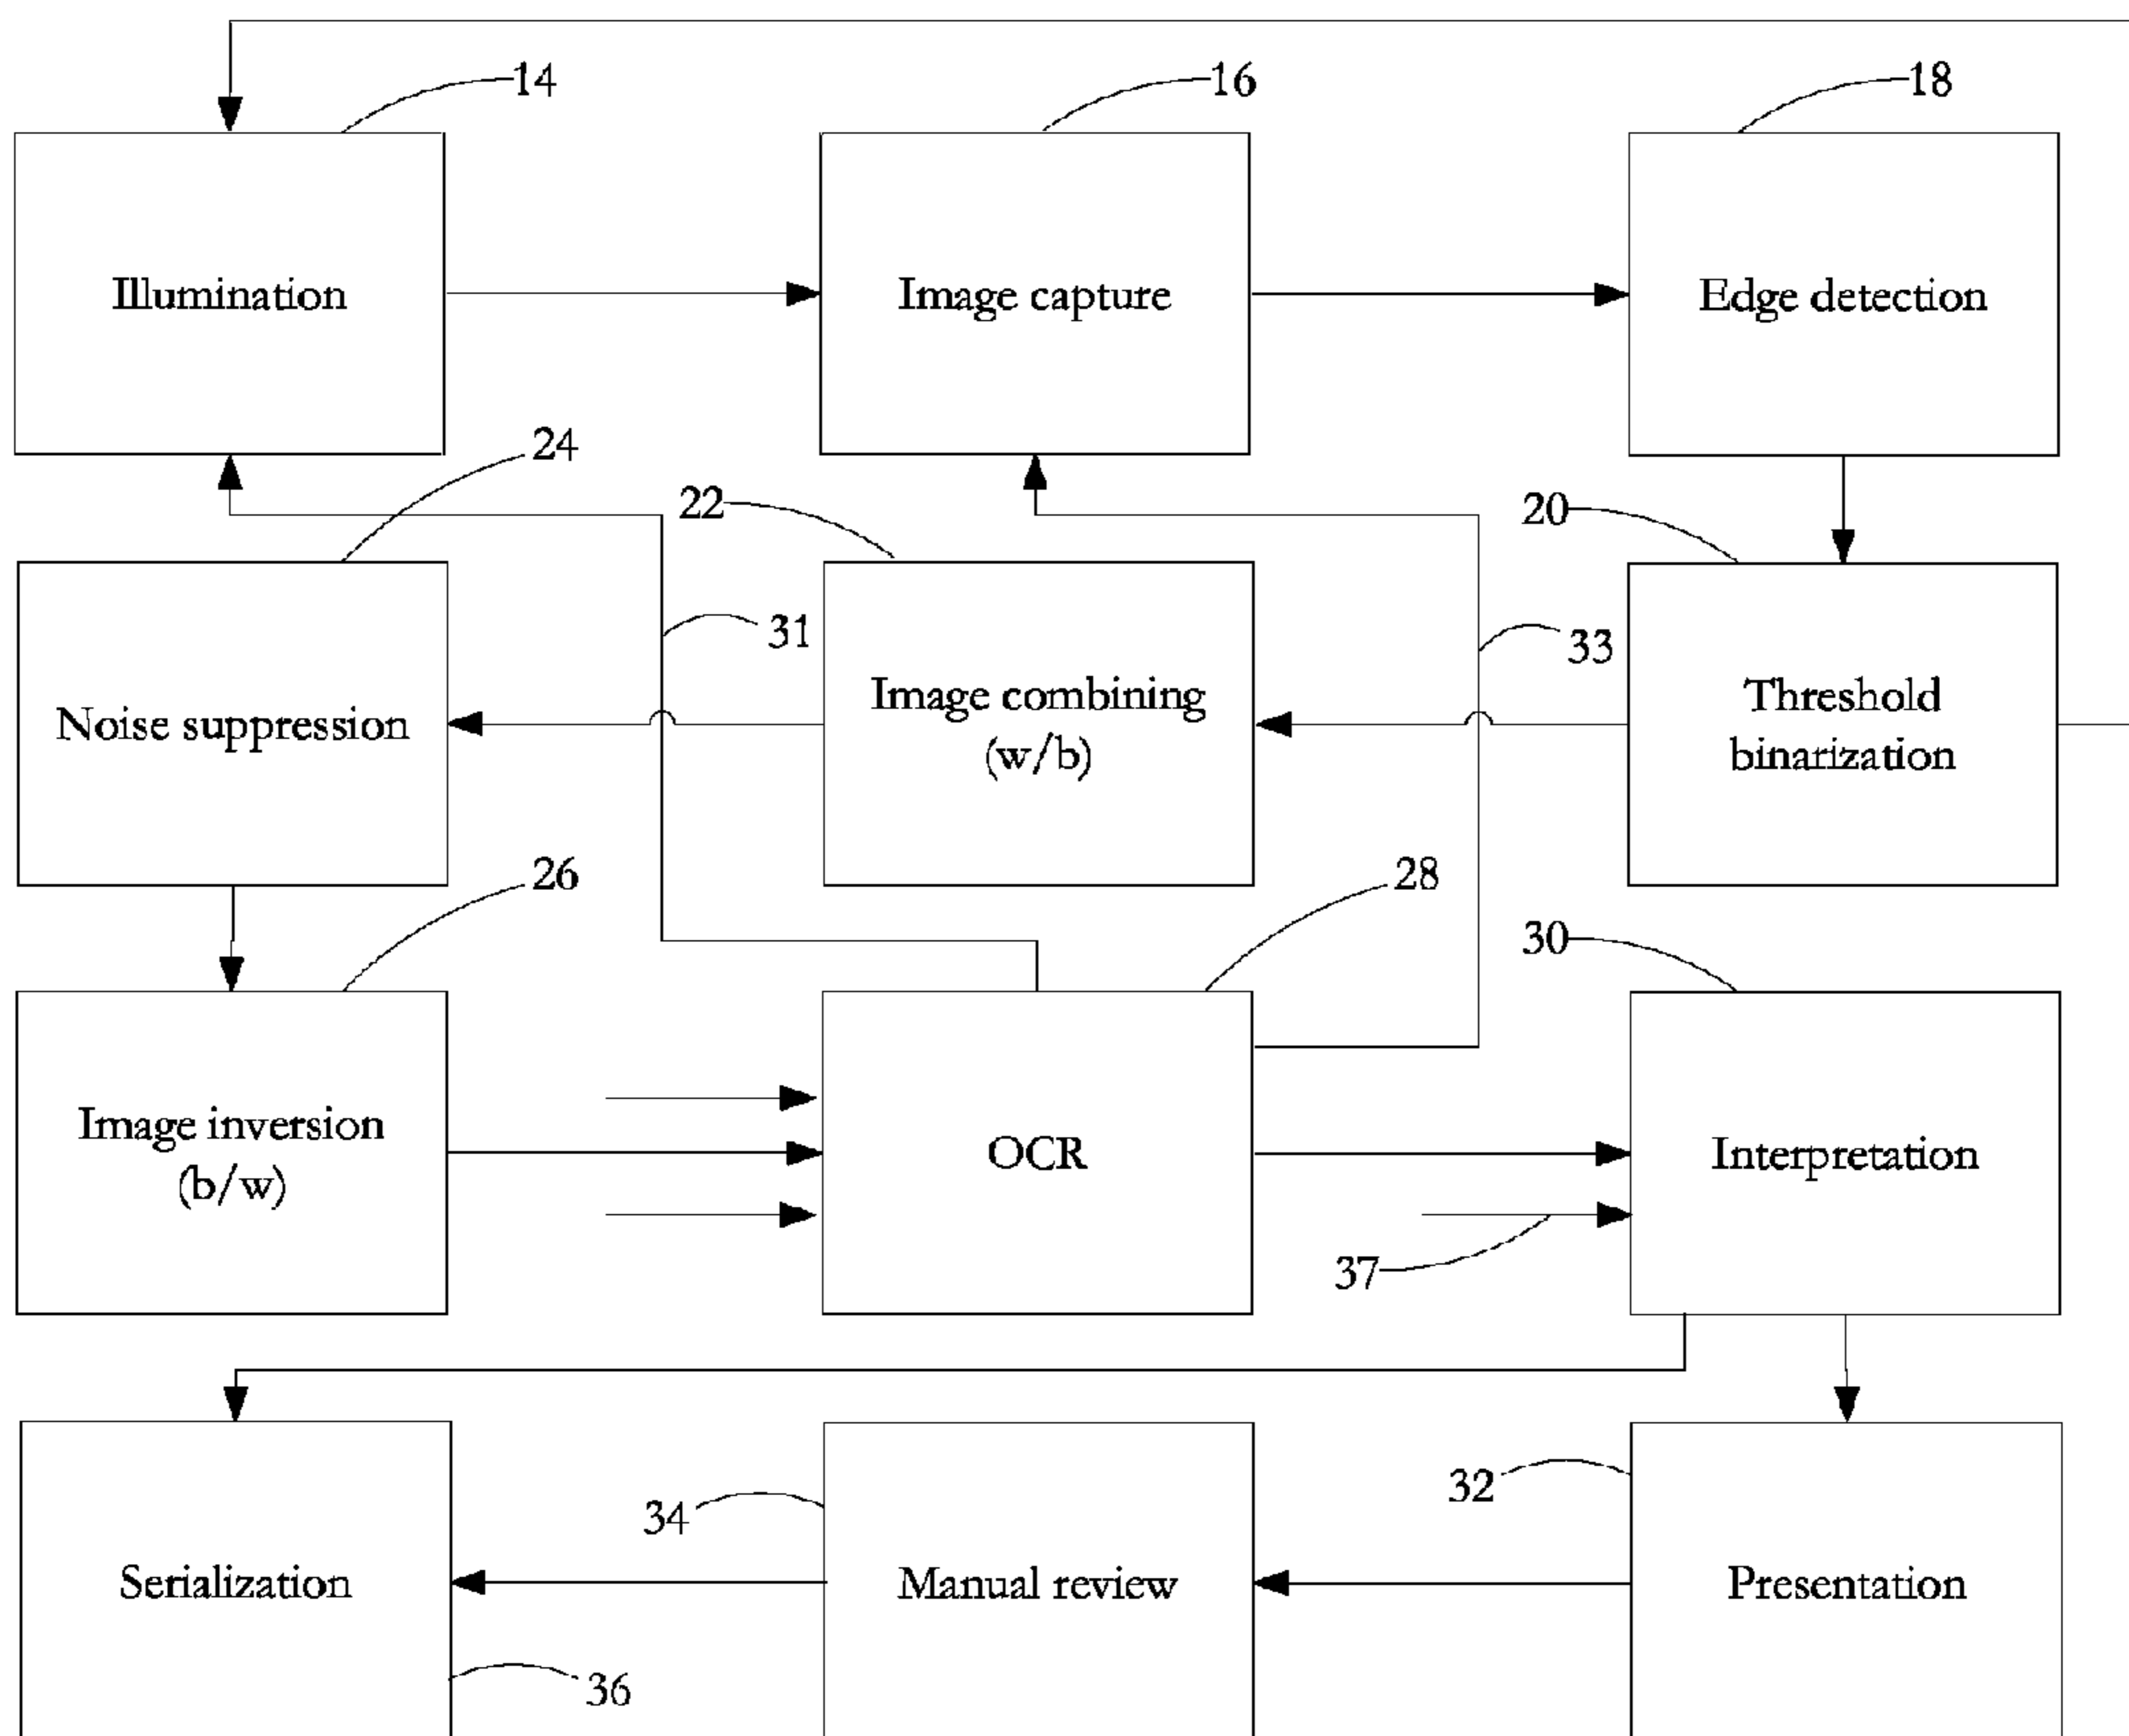 14
16
18
Illumination
Image capture
Edge detection
24
22
20
31
33
Noise suppression
Image combining
(w/b)
Threshold
binarization
26
28
30
Image inversion
(b/w)
OCR
Interpretation
37
32
34
Serialization
Manual review
Presentation
36